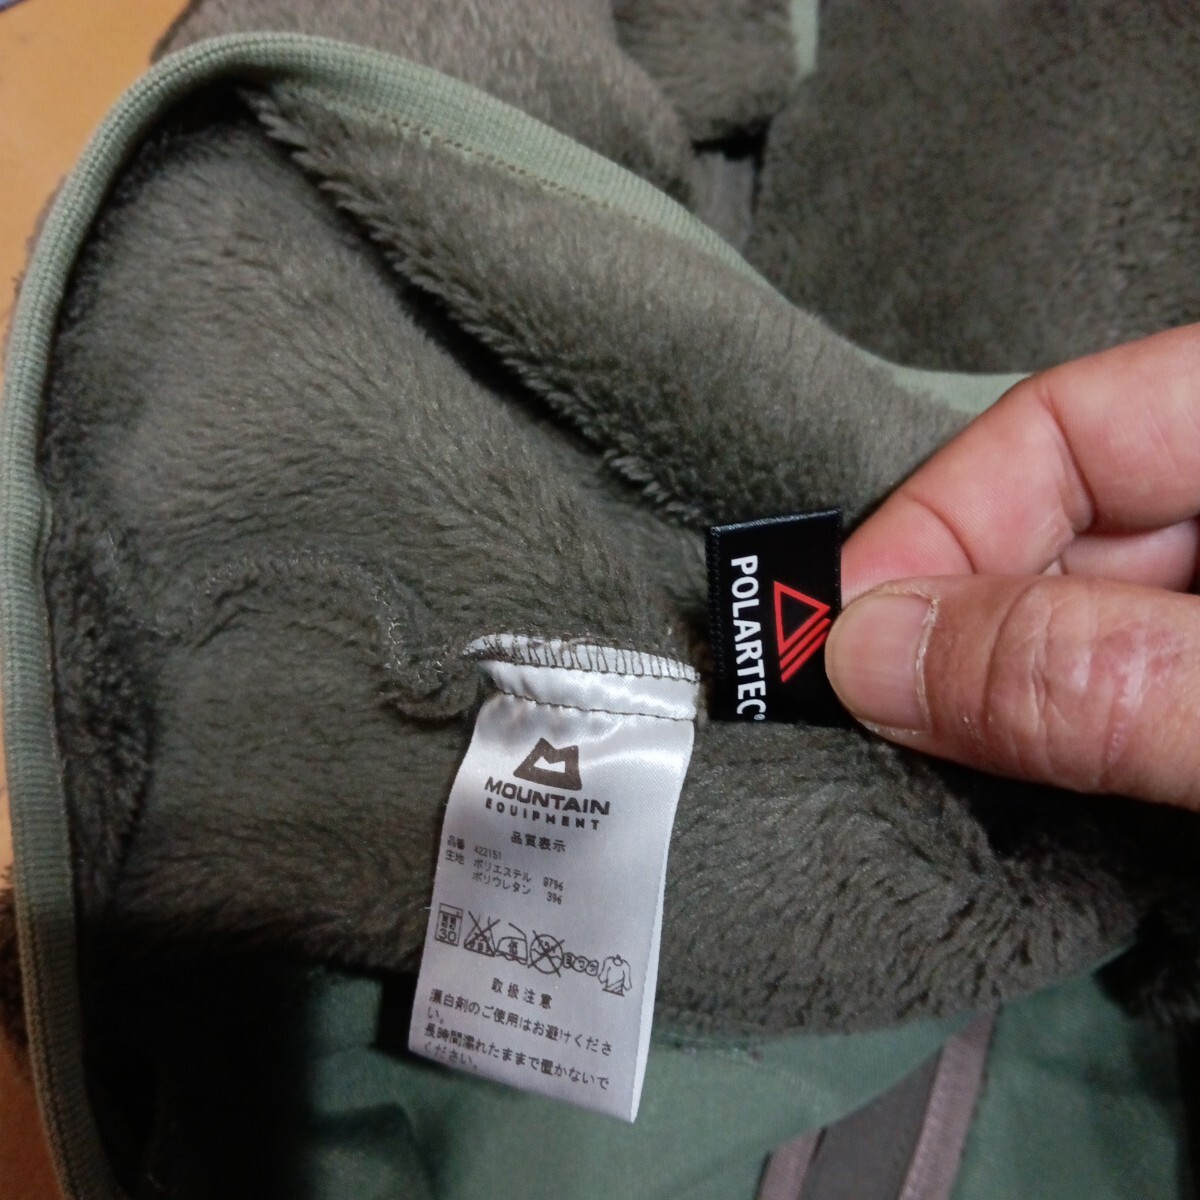 POLARTEC®
MOUNTAIN
EQUIPMENT
品質表示
品番 422151
生地 ポリエステル 97%
ポリウレタン 3%
30
低
取扱注意
漂白剤のご使用はお避けくださ
い。
長時間濡れたままで置かないで
ください。